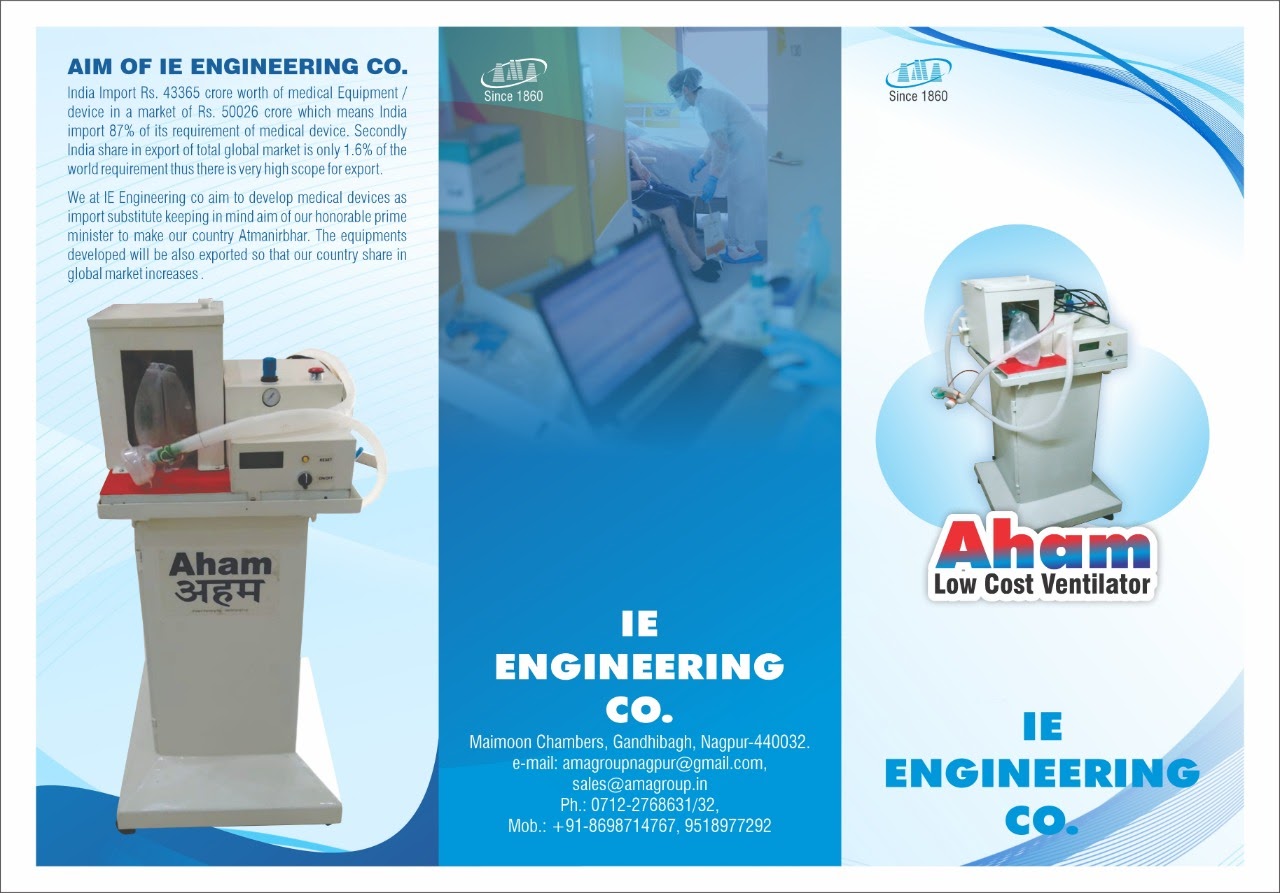 AIM OF IE ENGINEERING CO.
India Import Rs. 43365 crore worth of medical Equipment /
device in a market of Rs. 50026 crore which means India
import 87% of its requirement of medical device. Secondly
India share in export of total global market is only 1.6% of the
world requirement thus there is very high scope for export.
We at IE Engineering co aim to develop medical devices as
import substitute keeping in mind aim of our honorable prime
minister to make our country Atmanirbhar. The equipments
developed will be also exported so that our country share in
global market increases .
RESET
ON/OFF
Aham
अहम
AMA
Since 1860
IE
ENGINEERING
CO.
Maimoon Chambers, Gandhibagh, Nagpur-440032.
e-mail: amagroupnagpur@gmail.com,
sales@amagroup.in
Ph.: 0712-2768631/32,
Mob.: +91-8698714767, 9518977292
AMA
Since 1860
Aham
Low Cost Ventilator
IE
ENGINEERING
CO.